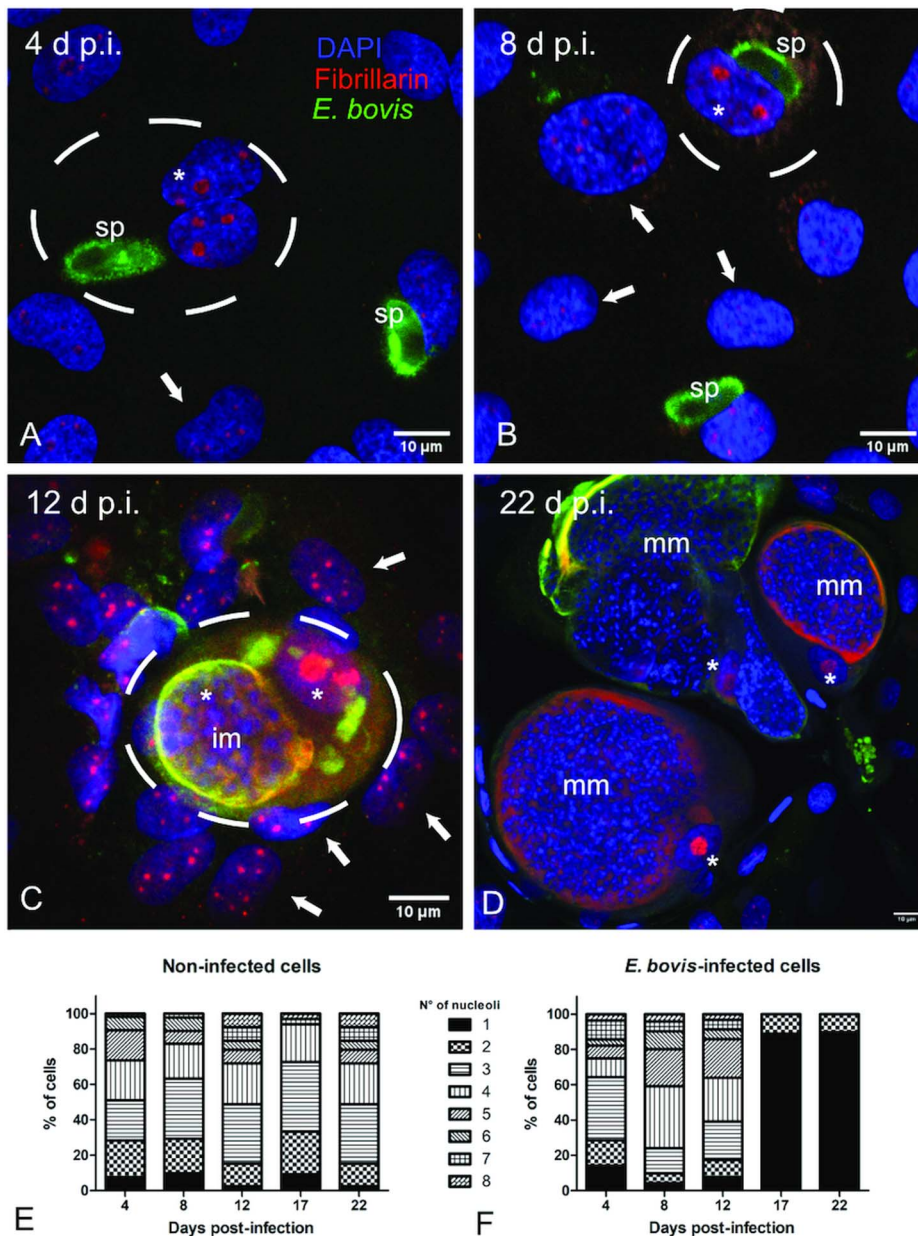 4 d p.i.
DAPI
Fibrillarin
E. bovis
*
sp
sp
A
10 µm
8 d p.i.
sp
*
sp
B
10 µm
12 d p.i.
*
*
im
C
10 µm
22 d p.i.
mm
mm
*
*
mm
*
D
10 µm
Non-infected cells
% of cells
100
80
60
40
20
0
4 8 12 17 22
Days post-infection
E
N° of nucleoli
1
2
3
4
5
6
7
8
E. bovis-infected cells
% of cells
100
80
60
40
20
0
4 8 12 17 22
Days post-infection
F